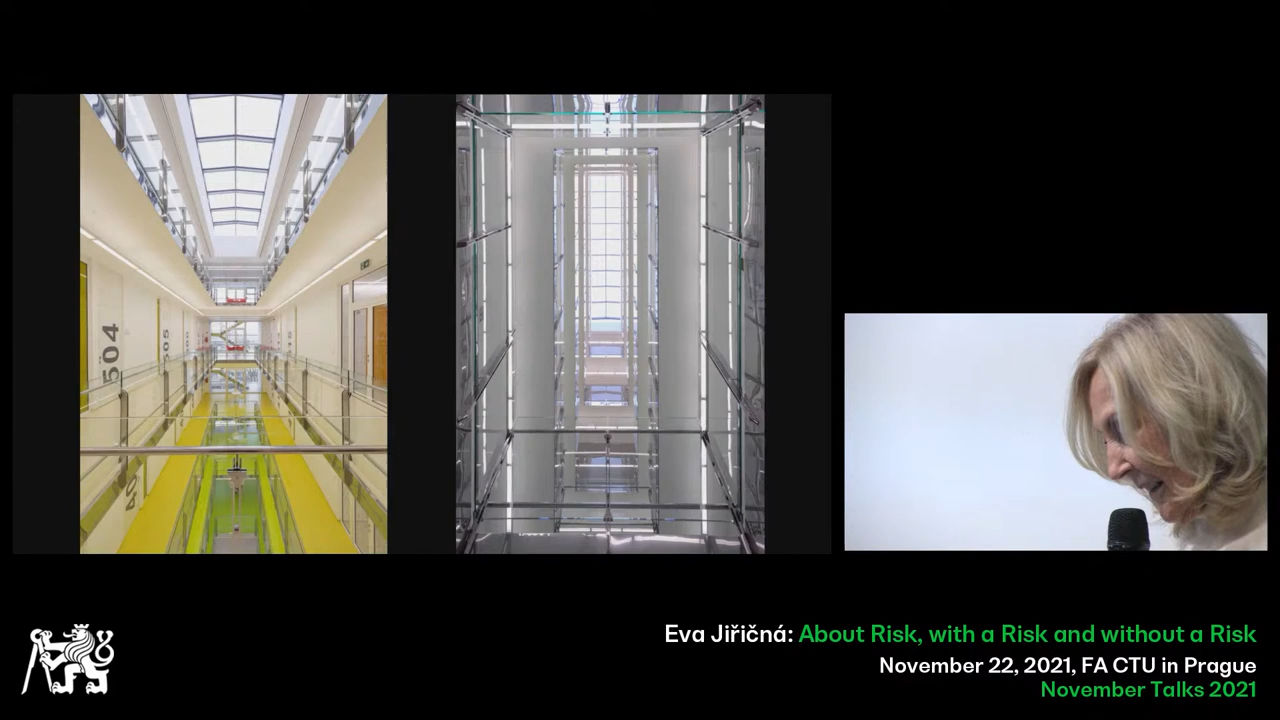 504
505
Eva Jiřičná: About Risk, with a Risk and without a Risk
November 22, 2021, FA CTU in Prague
November Talks 2021